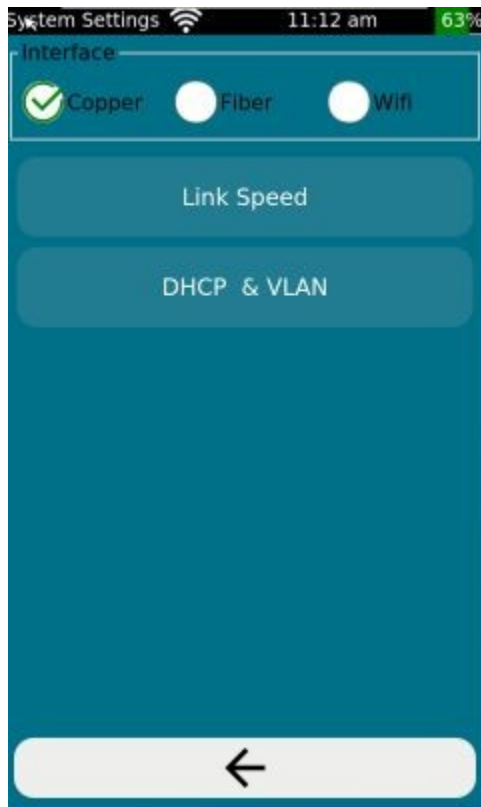 System Settings 11:12 am 63%
Interface
Copper Fiber Wifi
Link Speed
DHCP & VLAN